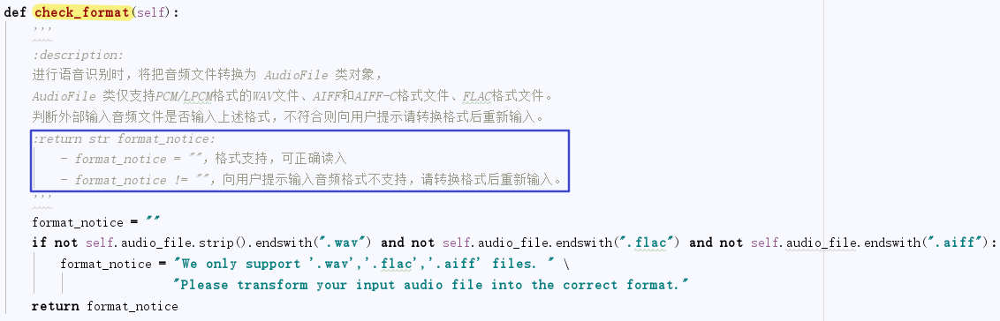 def check_format(self):
'''
:description:
进行语音识别时，将把音频文件转换为 AudioFile 类对象，
AudioFile 类仅支持PCM/LPCM格式的WAV文件、AIFF和AIFF-C格式文件、FLAC格式文件。
判断外部输入音频文件是否输入上述格式，不符合则向用户提示请转换格式后重新输入。
:return str format_notice:
- format_notice = ""，格式支持，可正确读入
- format_notice != ""，向用户提示输入音频格式不支持，请转换格式后重新输入。
'''
format_notice = ""
if not self.audio_file.strip().endswith(".wav") and not self.audio_file.endswith(".flac") and not self.audio_file.endswith(".aiff"):
format_notice = "We only support '.wav','.flac','.aiff' files. " \
"Please transform your input audio file into the correct format."
return format_notice